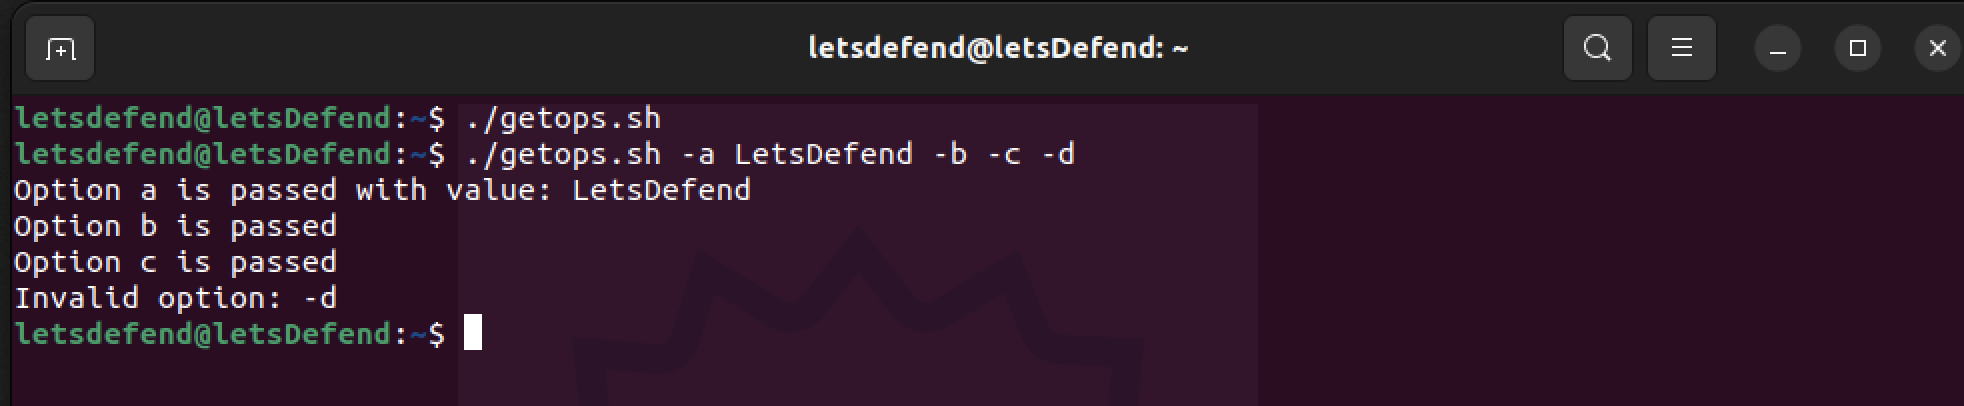 letsdefend@letsDefend: ~
letsdefend@letsDefend:~$ ./getops.sh
letsdefend@letsDefend:~$ ./getops.sh -a LetsDefend -b -c -d
Option a is passed with value: LetsDefend
Option b is passed
Option c is passed
Invalid option: -d
letsdefend@letsDefend:~$